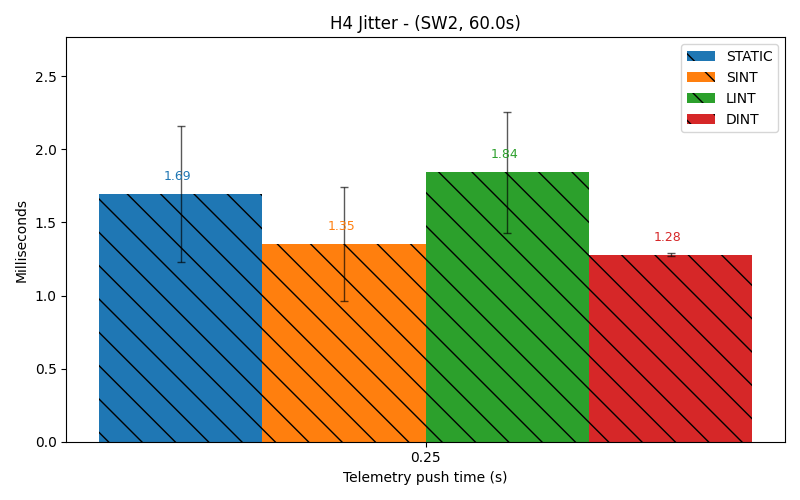 H4 Jitter - (SW2, 60.0s)
STATIC
SINT
LINT
DINT
2.5
2.0
1.5
1.0
0.5
0.0
Milliseconds
1.69
1.35
1.84
1.28
0.25
Telemetry push time (s)